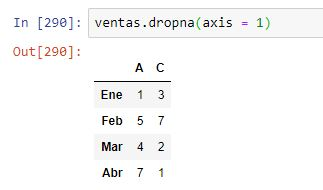 In [290]: ventas.dropna(axis = 1)
Out[290]:
A C
Ene 1 3
Feb 5 7
Mar 4 2
Abr 7 1